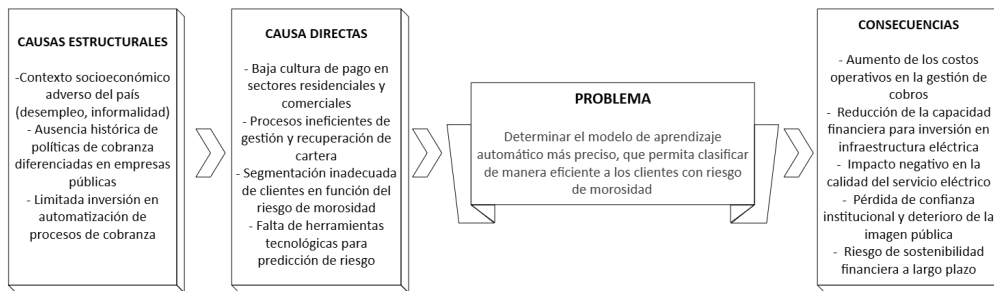 CAUSAS ESTRUCTURALES
-Contexto socioeconómico
adverso del país
(desempleo, informalidad)
- Ausencia histórica de
políticas de cobranza
diferenciadas en empresas
públicas
- Limitada inversión en
automatización de
procesos de cobranza
CAUSA DIRECTAS
- Baja cultura de pago en
sectores residenciales y
comerciales
- Procesos ineficientes de
gestión y recuperación de
cartera
- Segmentación inadecuada
de clientes en función del
riesgo de morosidad
- Falta de herramientas
tecnológicas para
predicción de riesgo
PROBLEMA
Determinar el modelo de aprendizaje
automático más preciso, que permita clasificar
de manera eficiente a los clientes con riesgo
de morosidad
CONSECUENCIAS
- Aumento de los costos
operativos en la gestión de
cobros
- Reducción de la capacidad
financiera para inversión en
infraestructura eléctrica
- Impacto negativo en la
calidad del servicio eléctrico
- Pérdida de confianza
institucional y deterioro de la
imagen pública
- Riesgo de sostenibilidad
financiera a largo plazo